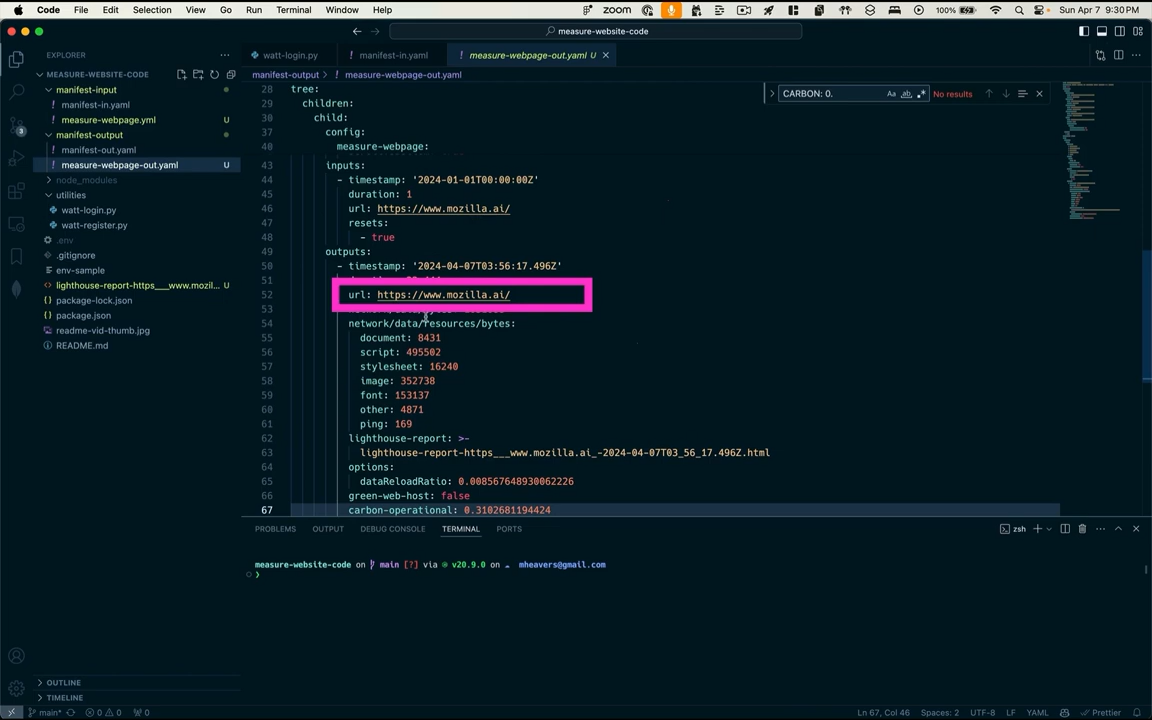 Code File Edit Selection View Go Run Terminal Window Help zoom 100% Sun Apr 7 9:30 PM
measure-website-code
EXPLORER
watt-login.py
manifest-in.yaml
measure-webpage-out.yaml U
MEASURE-WEBSITE-CODE
manifest-output > measure-webpage-out.yaml
manifest-input
manifest-in.yaml
measure-webpage.yml U
manifest-output
manifest-out.yaml
measure-webpage-out.yaml U
node_modules
utilities
watt-login.py
watt-register.py
.env
.gitignore
env-sample
lighthouse-report-https___www.mozil... U
package-lock.json
package.json
readme-vid-thumb.jpg
README.md
CARBON: 0. Aa ab .* No results
28 tree:
29 children:
30 child:
37 config:
40 measure-webpage:
43 inputs:
44 - timestamp: '2024-01-01T00:00:00Z'
45 duration: 1
46 url: https://www.mozilla.ai/
47 resets:
48 - true
49 outputs:
50 - timestamp: '2024-04-07T03:56:17.496Z'
51
52 url: https://www.mozilla.ai/
53
54 network/data/resources/bytes:
55 document: 8431
56 script: 495502
57 stylesheet: 16240
58 image: 352738
59 font: 153137
60 other: 4871
61 ping: 169
62 lighthouse-report: >-
63 lighthouse-report-https___www.mozilla.ai_-2024-04-07T03_56_17.496Z.html
64 options:
65 dataReloadRatio: 0.008567648930062226
66 green-web-host: false
67 carbon-operational: 0.3102681194424
PROBLEMS OUTPUT DEBUG CONSOLE TERMINAL PORTS
zsh
measure-website-code on main [?] via v20.9.0 on mheavers@gmail.com
❯
OUTLINE
TIMELINE
main* 0 0 0 Ln 67, Col 46 Spaces: 2 UTF-8 LF YAML Prettier
3